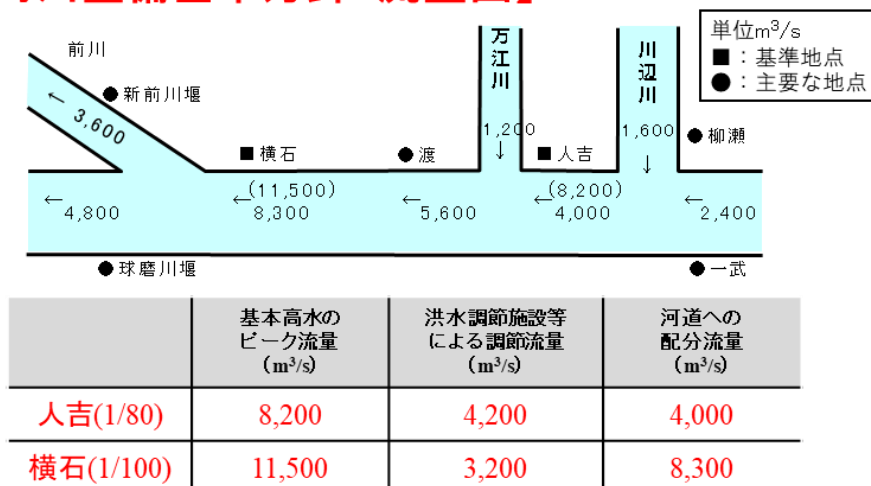 単位m³/s
■：基準地点
●：主要な地点
前川
万江川
川辺川
●新前川堰
← 3,600
■横石
●渡
1,200
↓
■人吉
1,600
↓
●柳瀬
←4,800
←(11,500)
8,300
←5,600
←(8,200)
4,000
←2,400
●球磨川堰
●一武
基本高水の
ピーク流量
(m³/s)
洪水調節施設等
による調節流量
(m³/s)
河道への
配分流量
(m³/s)
人吉(1/80) 8,200 4,200 4,000
横石(1/100) 11,500 3,200 8,300